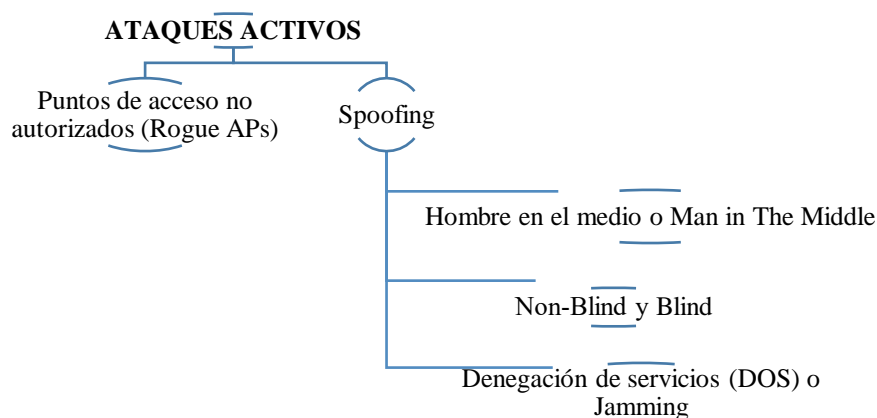 ATAQUES ACTIVOS
Puntos de acceso no
autorizados (Rogue APs)
Spoofing
Hombre en el medio o Man in The Middle
Non-Blind y Blind
Denegación de servicios (DOS) o
Jamming